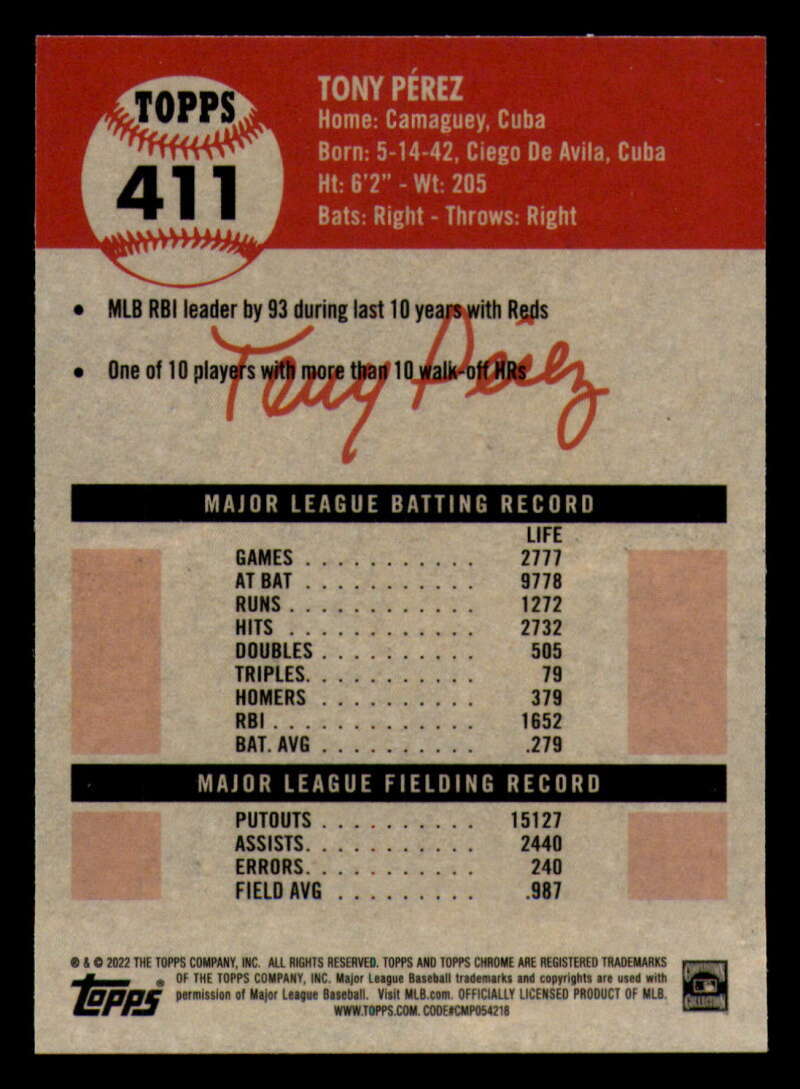 TOPPS
411
TONY PÉREZ
Home: Camaguey, Cuba
Born: 5-14-42, Ciego De Avila, Cuba
Ht: 6'2" - Wt: 205
Bats: Right - Throws: Right
• MLB RBI leader by 93 during last 10 years with Reds
• One of 10 players with more than 10 walk-off HRs
Tony Pérez
MAJOR LEAGUE BATTING RECORD
LIFE
GAMES . . . . . . . . . . . 2777
AT BAT . . . . . . . . . . . 9778
RUNS . . . . . . . . . . . . 1272
HITS . . . . . . . . . . . . 2732
DOUBLES . . . . . . . . . . 505
TRIPLES. . . . . . . . . . . 79
HOMERS . . . . . . . . . . 379
RBI . . . . . . . . . . . . . 1652
BAT. AVG . . . . . . . . . . .279
MAJOR LEAGUE FIELDING RECORD
PUTOUTS . . . . . . . . . . 15127
ASSISTS. . . . . . . . . . . 2440
ERRORS. . . . . . . . . . . 240
FIELD AVG . . . . . . . . . .987
® & © 2022 THE TOPPS COMPANY, INC. ALL RIGHTS RESERVED. TOPPS AND TOPPS CHROME ARE REGISTERED TRADEMARKS
OF THE TOPPS COMPANY, INC. Major League Baseball trademarks and copyrights are used with
permission of Major League Baseball. Visit MLB.com. OFFICIALLY LICENSED PRODUCT OF MLB.
WWW.TOPPS.COM. CODE#CMP054218
topps®
COOPERSTOWN
COLLECTION